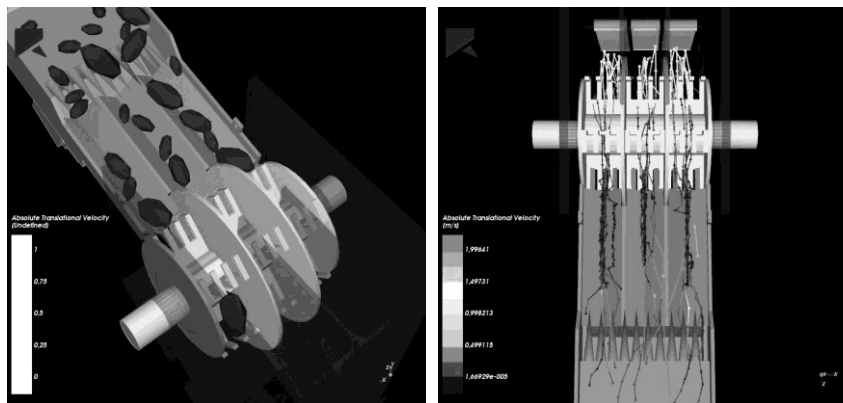 Absolute Translational Velocity
(Undefined)
1
0,75
0,5
0,25
0
Absolute Translational Velocity
(m/s)
1,99641
1,49731
0,998213
0,499115
1,66929e-005
X
Z